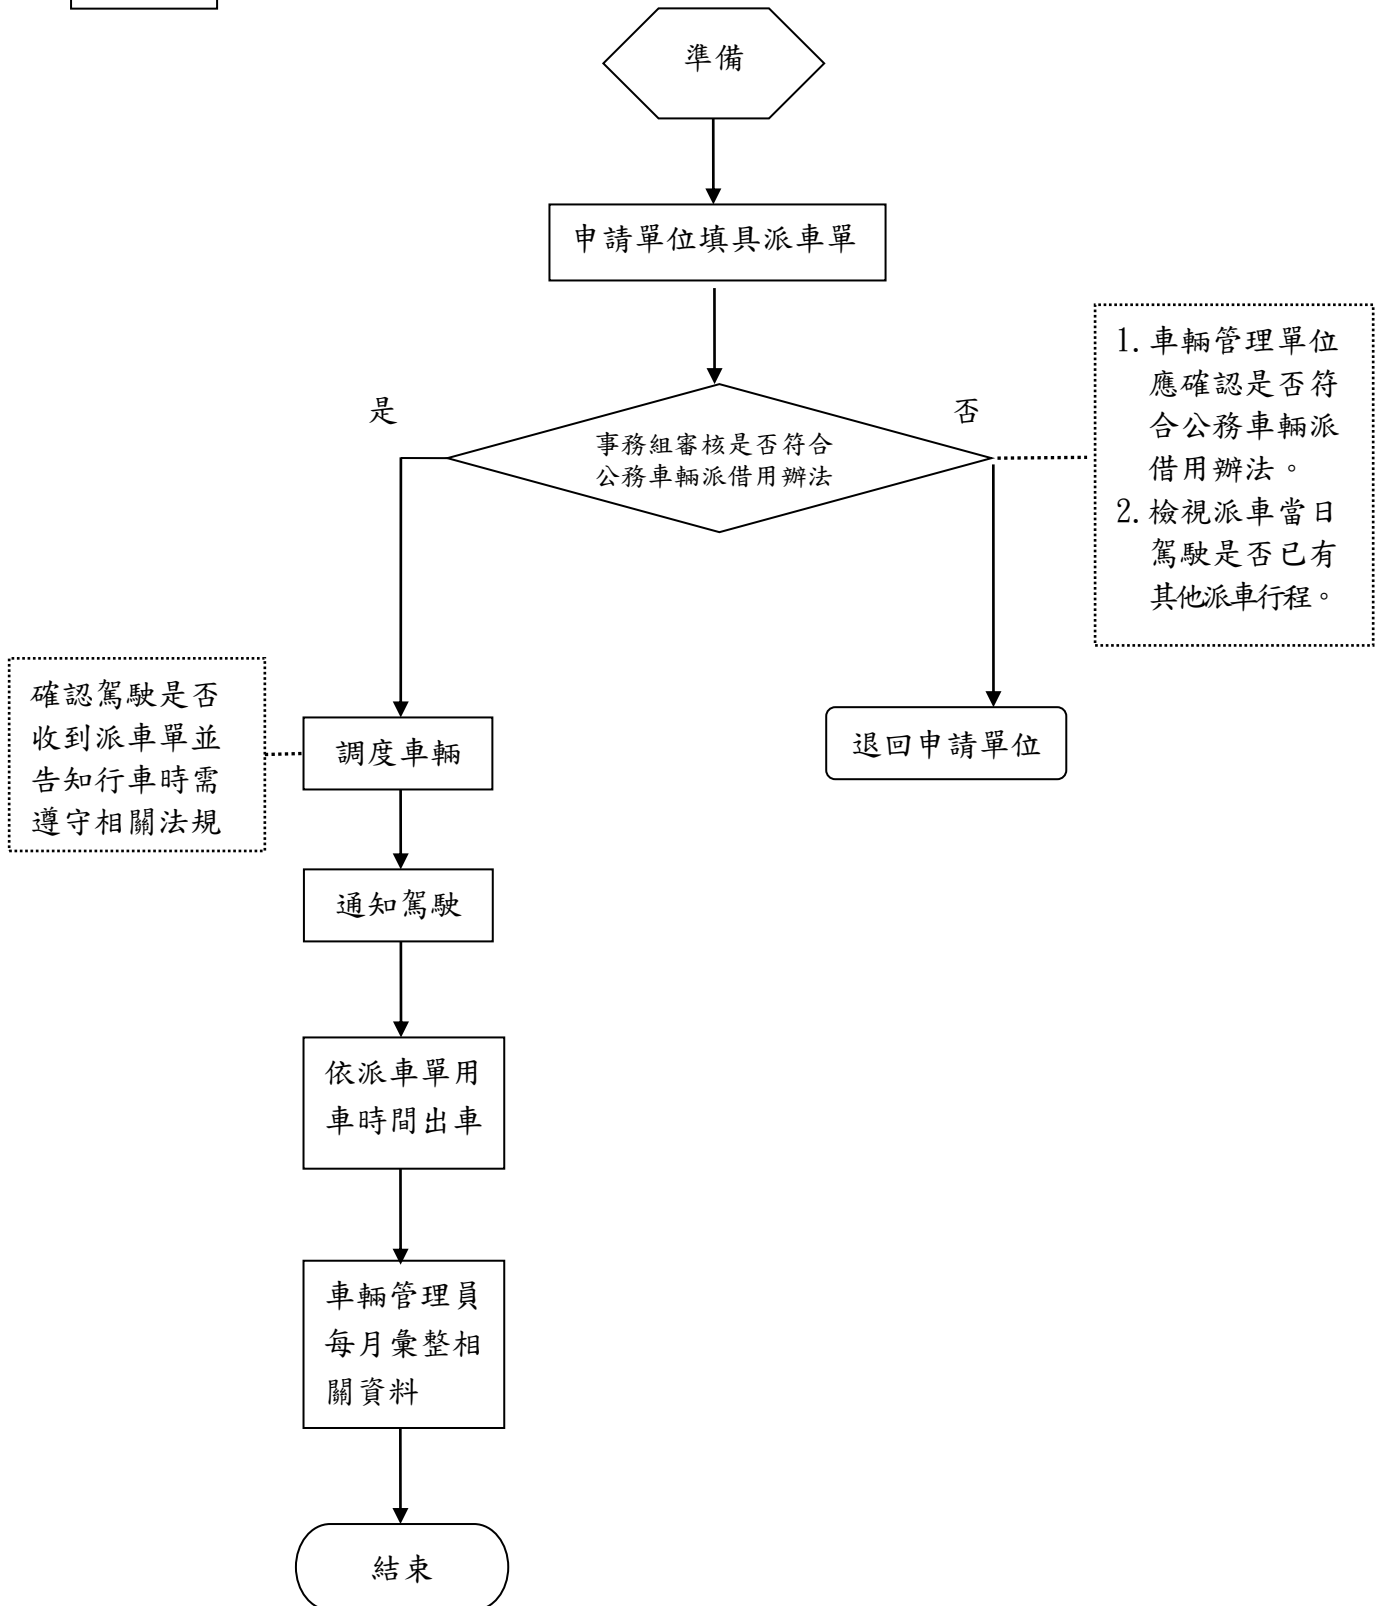 準備
申請單位填具派車單
是
否
事務組審核是否符合
公務車輛派借用辦法
1. 車輛管理單位
應確認是否符
合公務車輛派
借用辦法。
2. 檢視派車當日
駕駛是否已有
其他派車行程。
確認駕駛是否
收到派車單並
告知行車時需
遵守相關法規
調度車輛
退回申請單位
通知駕駛
依派車單用
車時間出車
車輛管理員
每月彙整相
關資料
結束